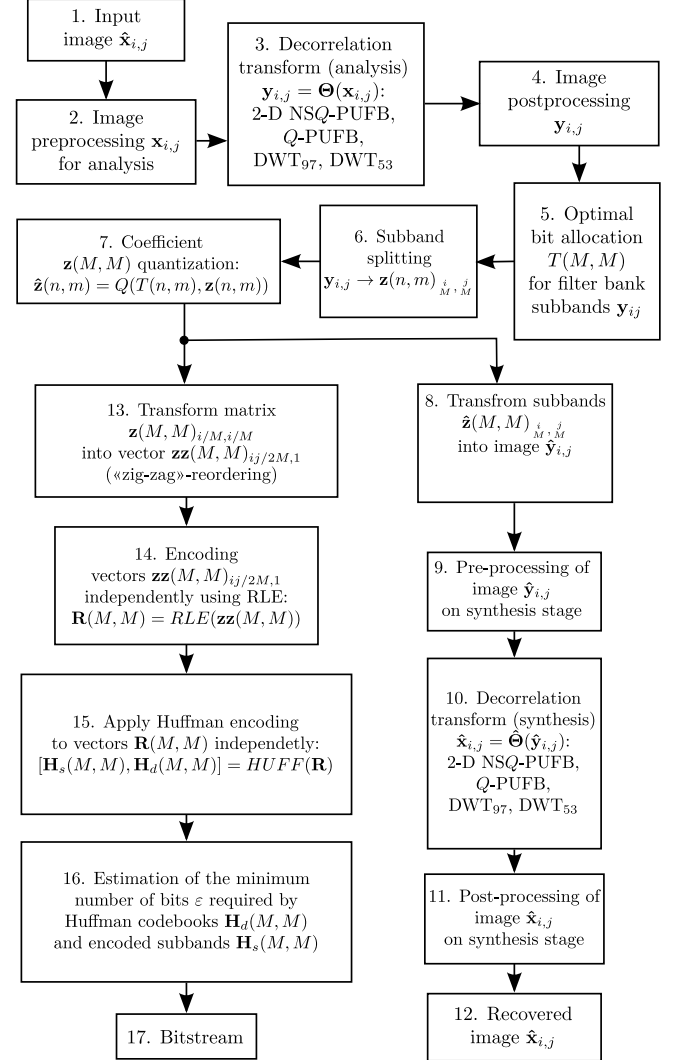 1. Input
image x̂i,j
2. Image
preprocessing xi,j
for analysis
3. Decorrelation
transform (analysis)
yi,j = Θ(xi,j):
2-D NSQ-PUFB,
Q-PUFB,
DWT97, DWT53
4. Image
postprocessing
yi,j
5. Optimal
bit allocation
T(M, M)
for filter bank
subbands yij
6. Subband
splitting
yi,j → z(n, m) i/M, j/M
7. Coefficient
z(M, M) quantization:
ẑ(n, m) = Q(T(n, m), z(n, m))
8. Transfrom subbands
ẑ(M, M) i/M, j/M
into image ŷi,j
9. Pre-processing of
image ŷi,j
on synthesis stage
10. Decorrelation
transform (synthesis)
x̂i,j = Θ̂(ŷi,j):
2-D NSQ-PUFB,
Q-PUFB,
DWT97, DWT53
11. Post-processing of
image x̂i,j
on synthesis stage
12. Recovered
image x̂i,j
13. Transform matrix
z(M, M)i/M,i/M
into vector zz(M, M)ij/2M,1
(«zig-zag»-reordering)
14. Encoding
vectors zz(M, M)ij/2M,1
independently using RLE:
R(M, M) = RLE(zz(M, M))
15. Apply Huffman encoding
to vectors R(M, M) independetly:
[Hs(M, M), Hd(M, M)] = HUFF(R)
16. Estimation of the minimum
number of bits ε required by
Huffman codebooks Hd(M, M)
and encoded subbands Hs(M, M)
17. Bitstream